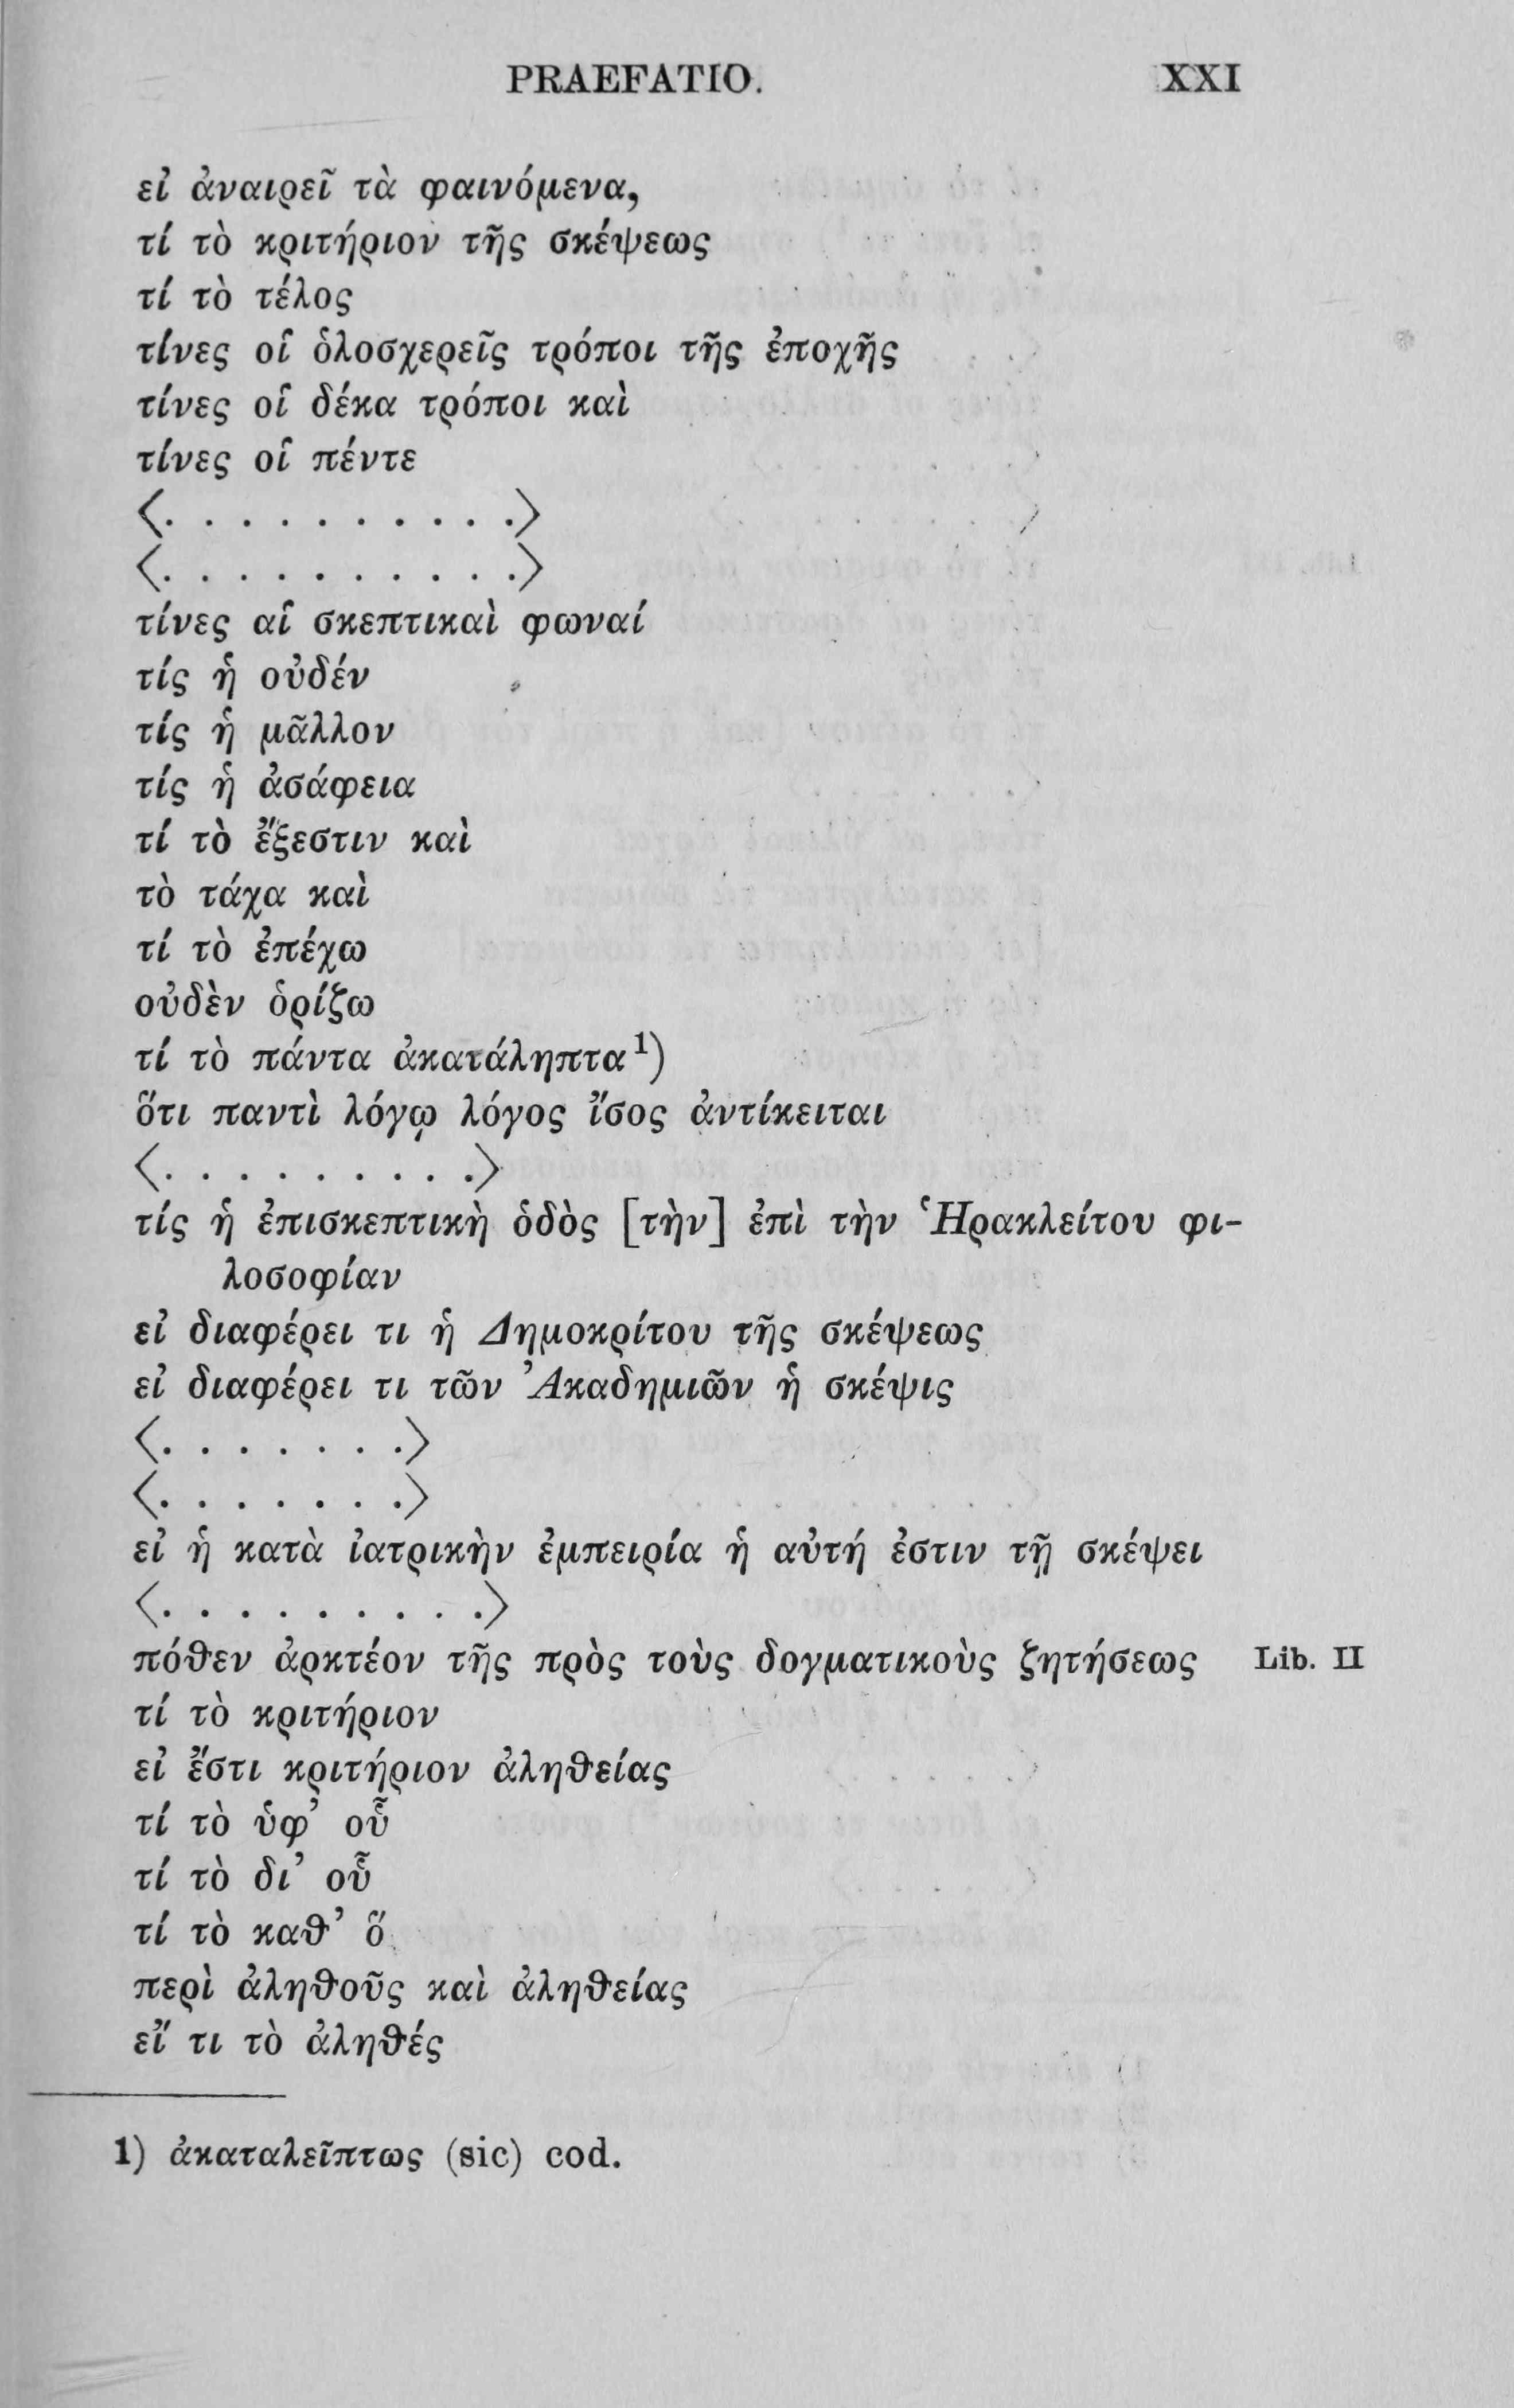 PRAEFATIO. XXI
εἰ ἀναιρεῖ τὰ φαινόμενα,
τί τὸ κριτήριον τῆς σκέψεως
τί τὸ τέλος
τίνες οἱ ὁλοσχερεῖς τρόποι τῆς ἐποχῆς
τίνες οἱ δέκα τρόποι καὶ
τίνες οἱ πέντε
〈. . . . . . . . . .〉
〈. . . . . . . . . .〉
τίνες αἱ σκεπτικαὶ φωναί
τίς ἡ οὐδέν
τίς ἡ μᾶλλον
τίς ἡ ἀσάφεια
τί τὸ ἔξεστιν καὶ
τὸ τάχα καὶ
τί τὸ ἐπέχω
οὐδὲν ὁρίζω
τί τὸ πάντα ἀκατάληπτα¹)
ὅτι παντὶ λόγῳ λόγος ἴσος ἀντίκειται
〈. . . . . . . . .〉
τίς ἡ ἐπισκεπτικὴ ὁδὸς [τὴν] ἐπὶ τὴν Ἡρακλείτου φι-
λοσοφίαν
εἰ διαφέρει τι ἡ Δημοκρίτου τῆς σκέψεως
εἰ διαφέρει τι τῶν Ἀκαδημιῶν ἡ σκέψις
〈. . . . . . .〉
〈. . . . . . .〉
εἰ ἡ κατὰ ἰατρικὴν ἐμπειρία ἡ αὐτή ἐστιν τῇ σκέψει
〈. . . . . . . . .〉
πόθεν ἀρκτέον τῆς πρὸς τοὺς δογματικοὺς ζητήσεως Lib. II
τί τὸ κριτήριον
εἰ ἔστι κριτήριον ἀληθείας
τί τὸ ὑφ’ οὗ
τί τὸ δι’ οὗ
τί τὸ καθ’ ὅ
περὶ ἀληθοῦς καὶ ἀληθείας
εἴ τι τὸ ἀληθές
1) ἀκαταλεῖπτως (sic) cod.